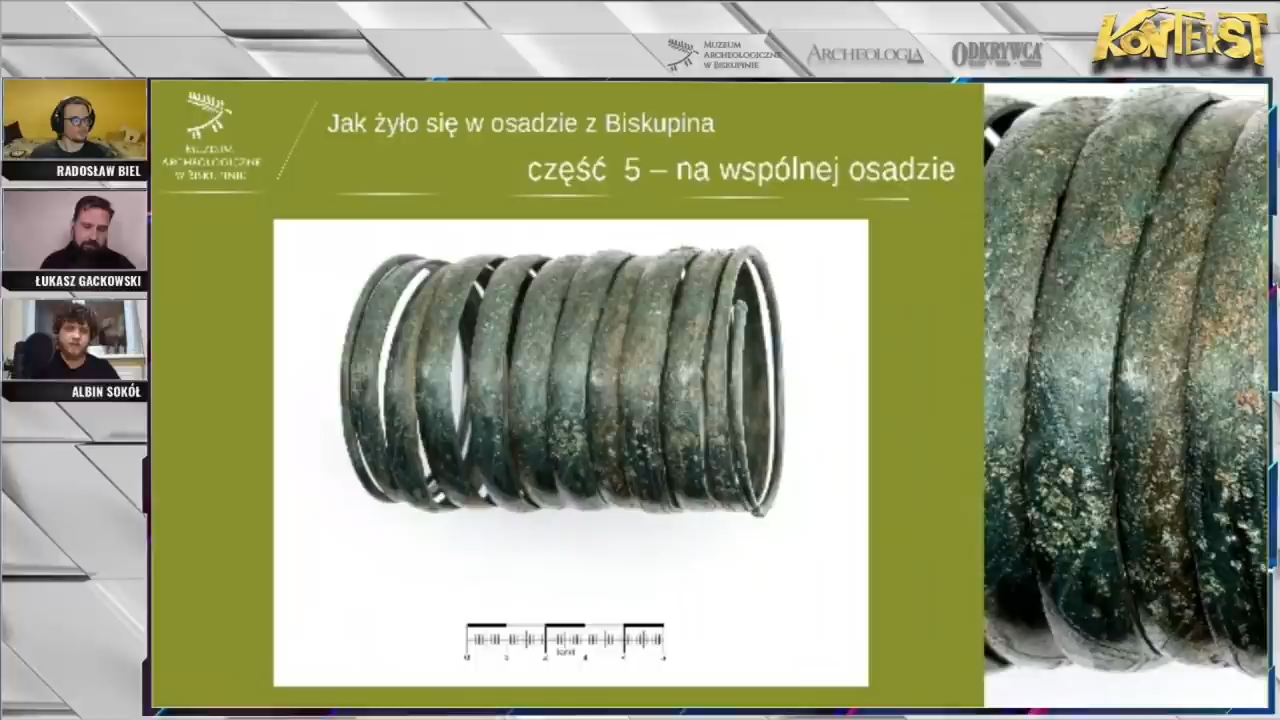 MUZEUM
ARCHEOLOGICZNE
W BISKUPINIE
ARCHEOLOGIA
ODKRYWCA
KONTEKST
RADOSŁAW BIEL
ŁUKASZ GACKOWSKI
ALBIN SOKÓŁ
MUZEUM
ARCHEOLOGICZNE
W BISKUPINIE
Jak żyło się w osadzie z Biskupina
część 5 – na wspólnej osadzie